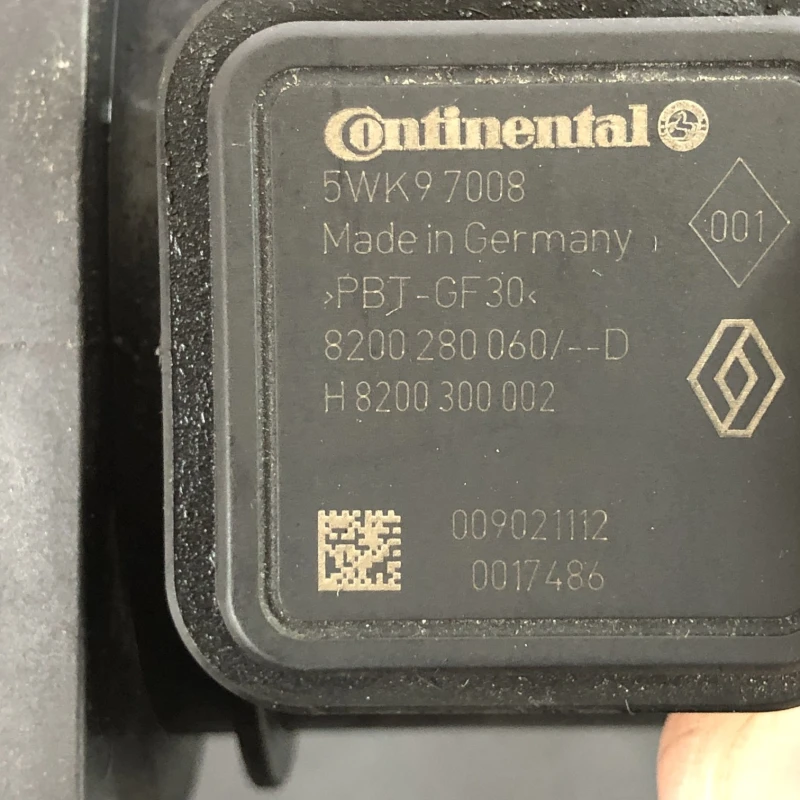 Continental
5WK9 7008
Made in Germany
001
>PBT-GF30<
8200 280 060/--D
H 8200 300 002
009021112
0017486